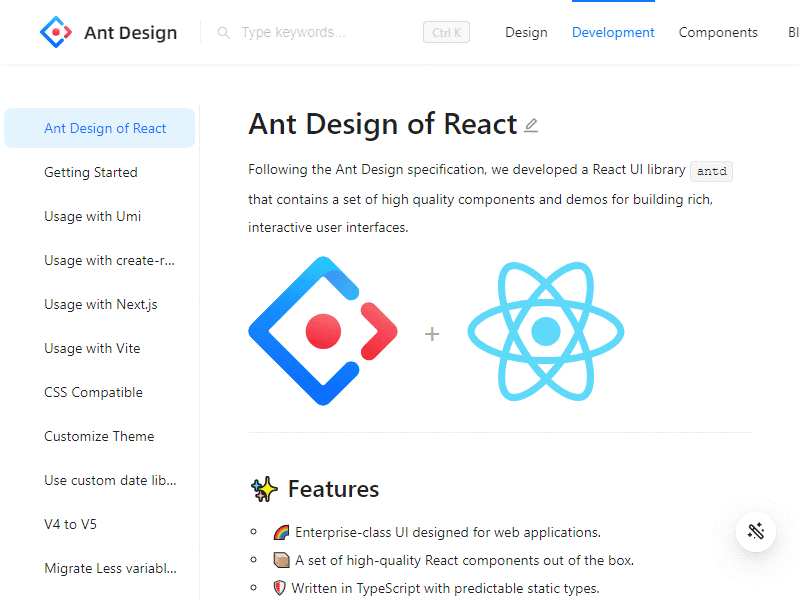 Ant Design
Type keywords...
Ctrl K
Design
Development
Components
Bl
Ant Design of React
Getting Started
Usage with Umi
Usage with create-r...
Usage with Next.js
Usage with Vite
CSS Compatible
Customize Theme
Use custom date lib...
V4 to V5
Migrate Less variabl...
Ant Design of React
Following the Ant Design specification, we developed a React UI library antd
that contains a set of high quality components and demos for building rich,
interactive user interfaces.
+
Features
Enterprise-class UI designed for web applications.
A set of high-quality React components out of the box.
Written in TypeScript with predictable static types.